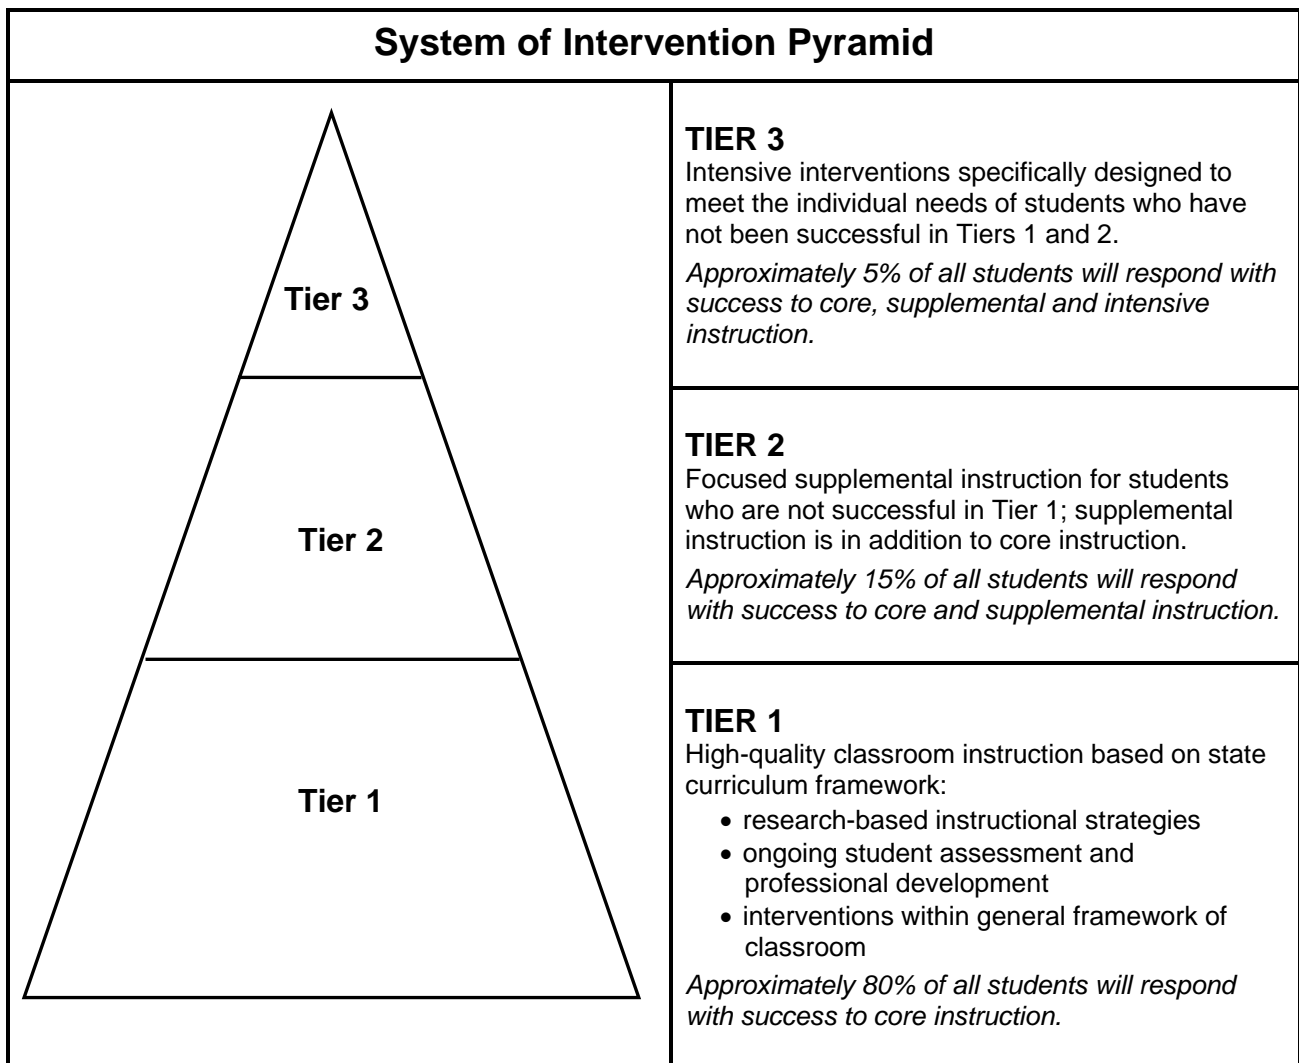 System of Intervention Pyramid
Tier 3
Tier 2
Tier 1
TIER 3
Intensive interventions specifically designed to
meet the individual needs of students who have
not been successful in Tiers 1 and 2.
Approximately 5% of all students will respond with
success to core, supplemental and intensive
instruction.
TIER 2
Focused supplemental instruction for students
who are not successful in Tier 1; supplemental
instruction is in addition to core instruction.
Approximately 15% of all students will respond
with success to core and supplemental instruction.
TIER 1
High-quality classroom instruction based on state
curriculum framework:
• research-based instructional strategies
• ongoing student assessment and
professional development
• interventions within general framework of
classroom
Approximately 80% of all students will respond
with success to core instruction.